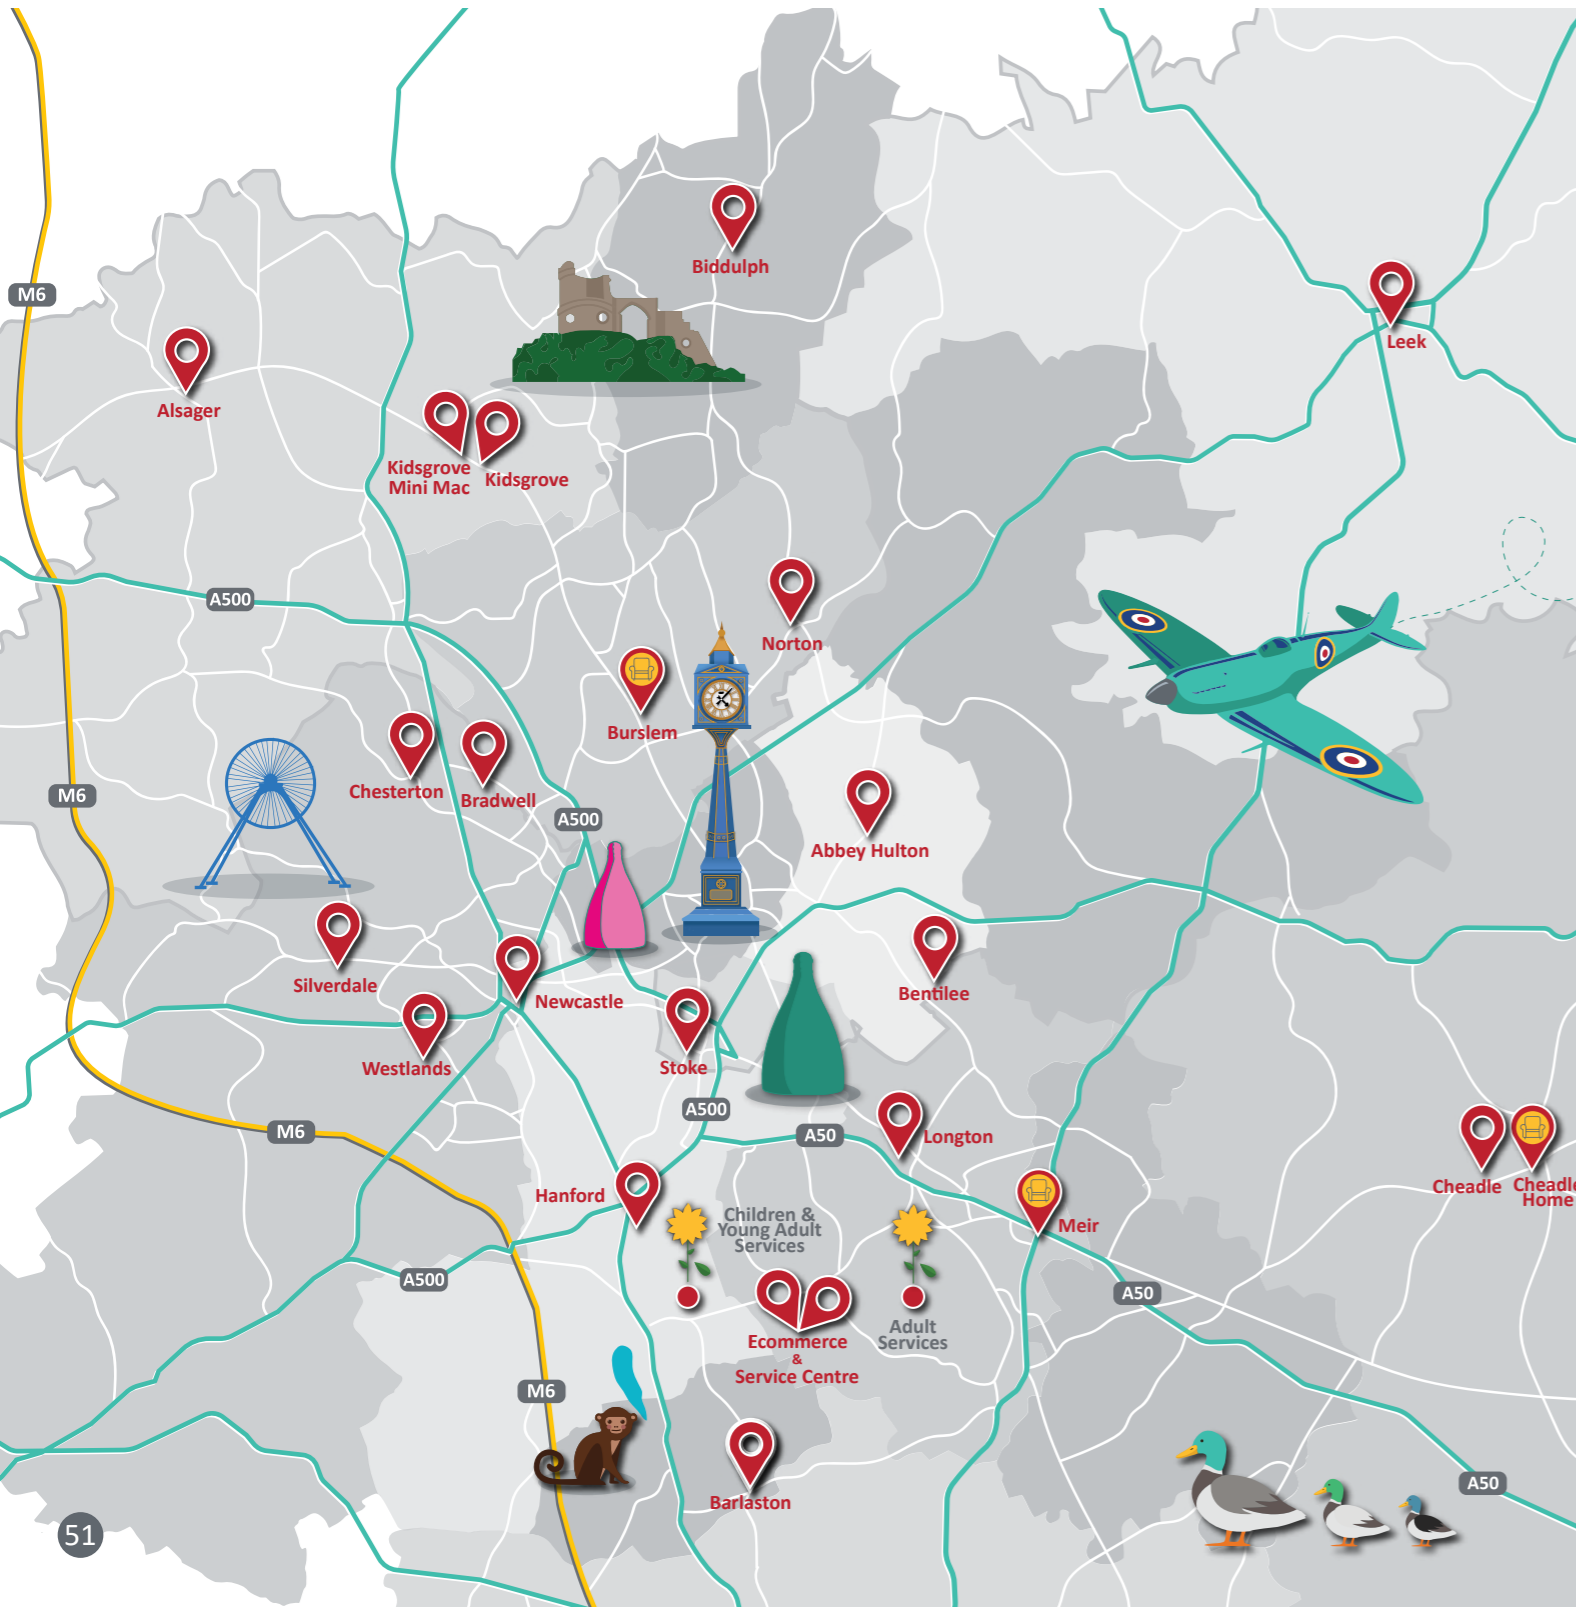 Biddulph
M6
Leek
Alsager
Kidsgrove
Mini Mac
Kidsgrove
A500
Norton
Burslem
M6
Chesterton
Bradwell
A500
Abbey Hulton
Silverdale
Newcastle
Bentilee
Westlands
Stoke
A500
M6
A50
Longton
Cheadle
Cheadle
Home
Hanford
Children &
Young Adult
Services
Meir
A500
A50
Adult
Services
Ecommerce
&
Service Centre
M6
Barlaston
A50
51